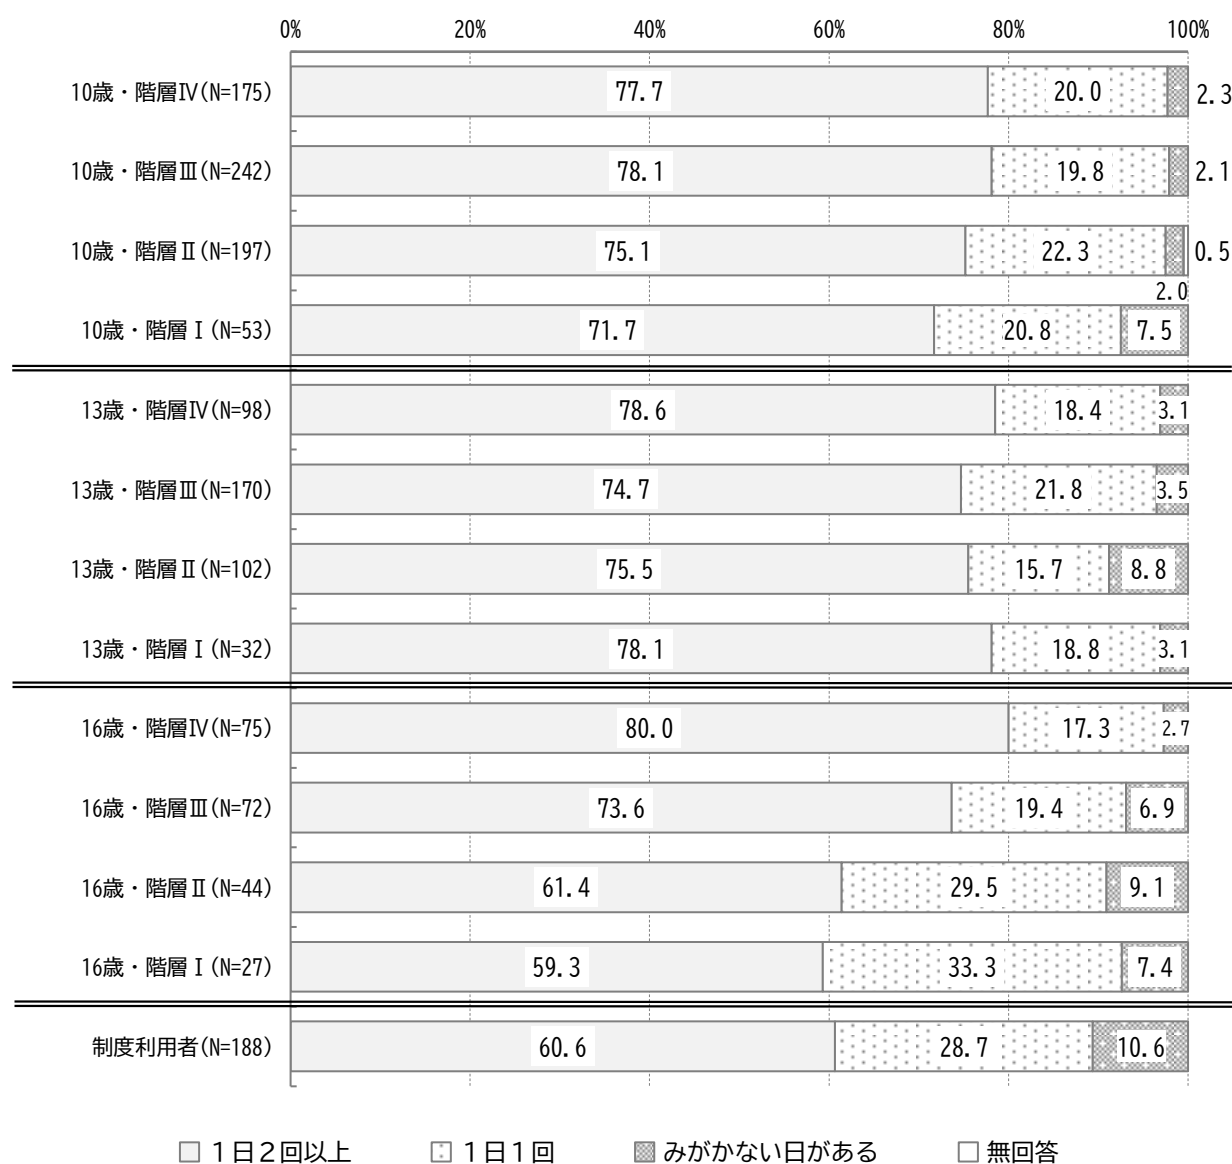 0% 20% 40% 60% 80% 100%
10歳・階層Ⅳ(N=175) 77.7 20.0 2.3
10歳・階層Ⅲ(N=242) 78.1 19.8 2.1
10歳・階層Ⅱ(N=197) 75.1 22.3 0.5
2.0
10歳・階層Ⅰ(N=53) 71.7 20.8 7.5
13歳・階層Ⅳ(N=98) 78.6 18.4 3.1
13歳・階層Ⅲ(N=170) 74.7 21.8 3.5
13歳・階層Ⅱ(N=102) 75.5 15.7 8.8
13歳・階層Ⅰ(N=32) 78.1 18.8 3.1
16歳・階層Ⅳ(N=75) 80.0 17.3 2.7
16歳・階層Ⅲ(N=72) 73.6 19.4 6.9
16歳・階層Ⅱ(N=44) 61.4 29.5 9.1
16歳・階層Ⅰ(N=27) 59.3 33.3 7.4
制度利用者(N=188) 60.6 28.7 10.6
１日２回以上 １日１回 みがかない日がある 無回答